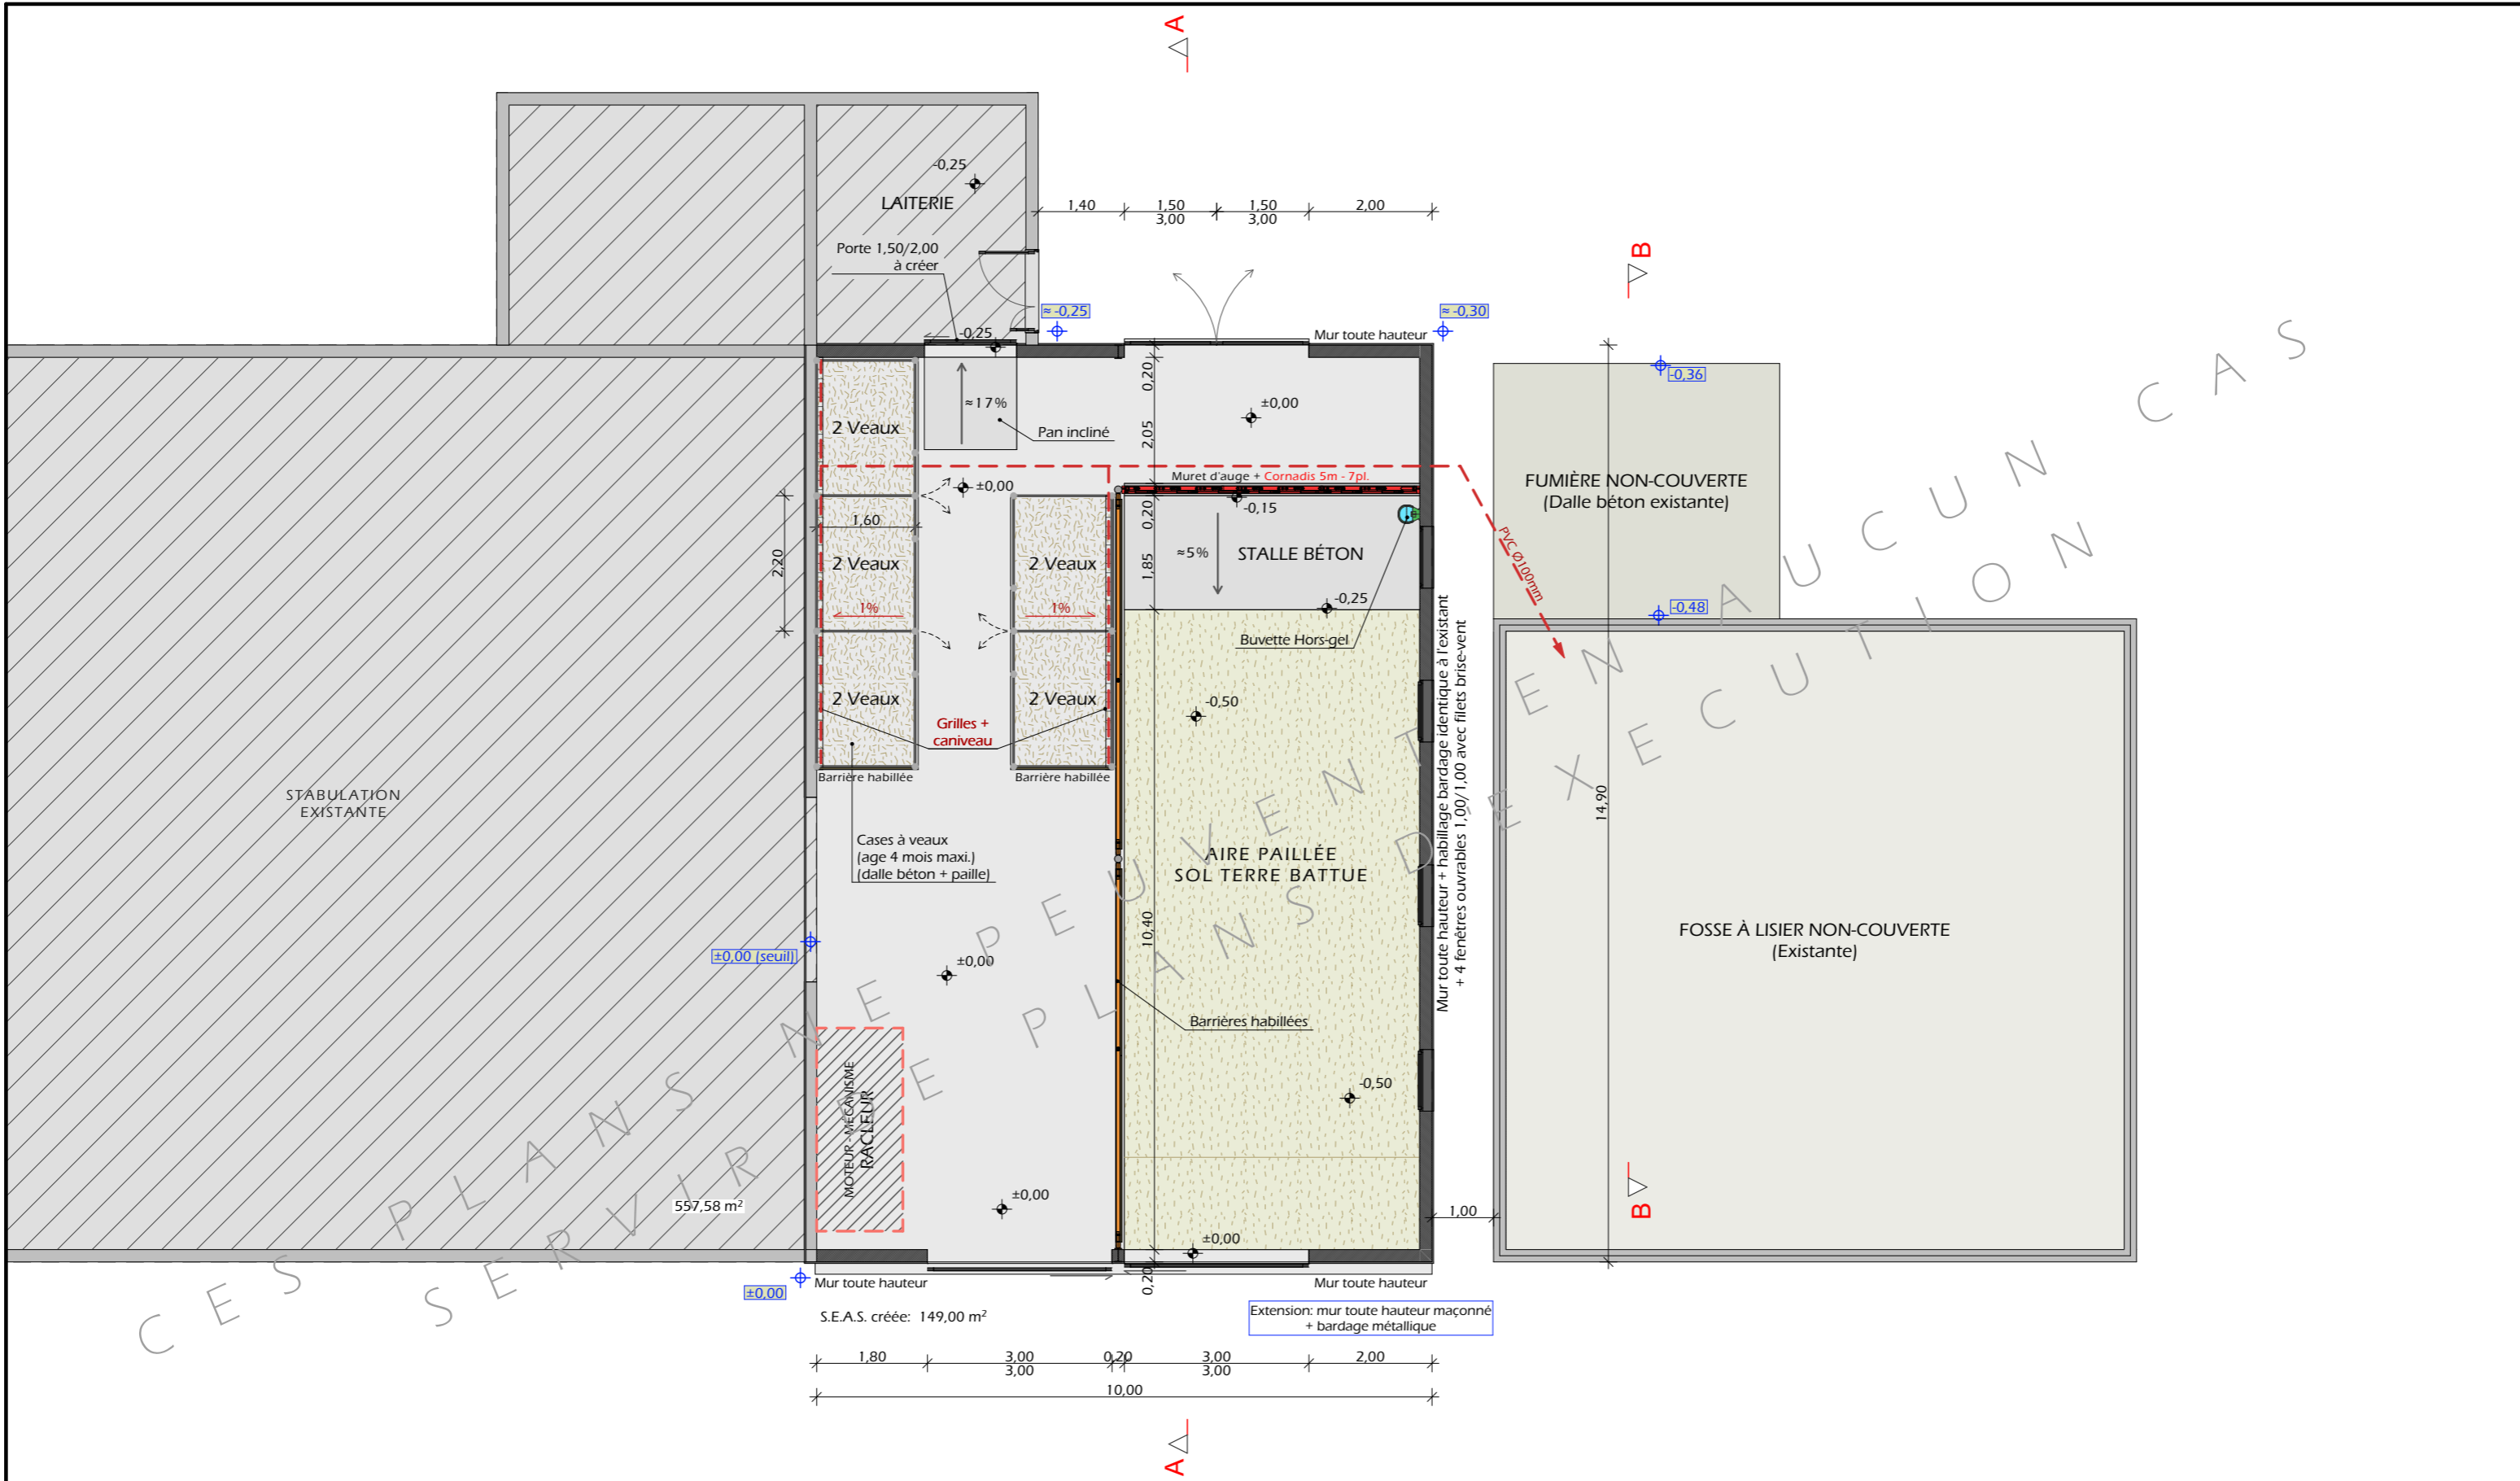 A
-0,25
LAITERIE
1,40
1,50
3,00
1,50
3,00
2,00
Porte 1,50/2,00
à créer
B
≈ -0,25
≈ -0,30
-0,25
Mur toute hauteur
0,20
-0,36
2 Veaux
≈17%
±0,00
2,05
Pan incliné
Muret d'auge + Cornadis 5m - 7pl.
FUMIÈRE NON-COUVERTE
(Dalle béton existante)
±0,00
-0,15
0,20
1,60
PVC Ø100mm
2,20
2 Veaux
2 Veaux
≈5%
STALLE BÉTON
1,85
1%
1%
-0,25
-0,48
Buvette Hors-gel
2 Veaux
2 Veaux
-0,50
Grilles +
caniveau
Barrière habillée
Barrière habillée
Mur toute hauteur + habillage bardage identique à l'existant
+ 4 fenêtres ouvrables 1,00/1,00 avec filets brise-vent
14,90
STABULATION
EXISTANTE
Cases à veaux
(age 4 mois maxi.)
(dalle béton + paille)
AIRE PAILLÉE
SOL TERRE BATTUE
10,40
FOSSE À LISIER NON-COUVERTE
(Existante)
±0,00 (seuil)
±0,00
Barrières habillées
MOTEUR - MÉCANISME
RACLEUR
-0,50
557,58 m²
±0,00
B
1,00
±0,00
0,20
Mur toute hauteur
Mur toute hauteur
±0,00
S.E.A.S. créée: 149,00 m²
Extension: mur toute hauteur maçonné
+ bardage métallique
1,80
3,00
3,00
0,20
3,00
3,00
2,00
10,00
A
CES PLANS NE PEUVENT EN AUCUN CAS
SERVIR DE PLANS D'EXECUTION